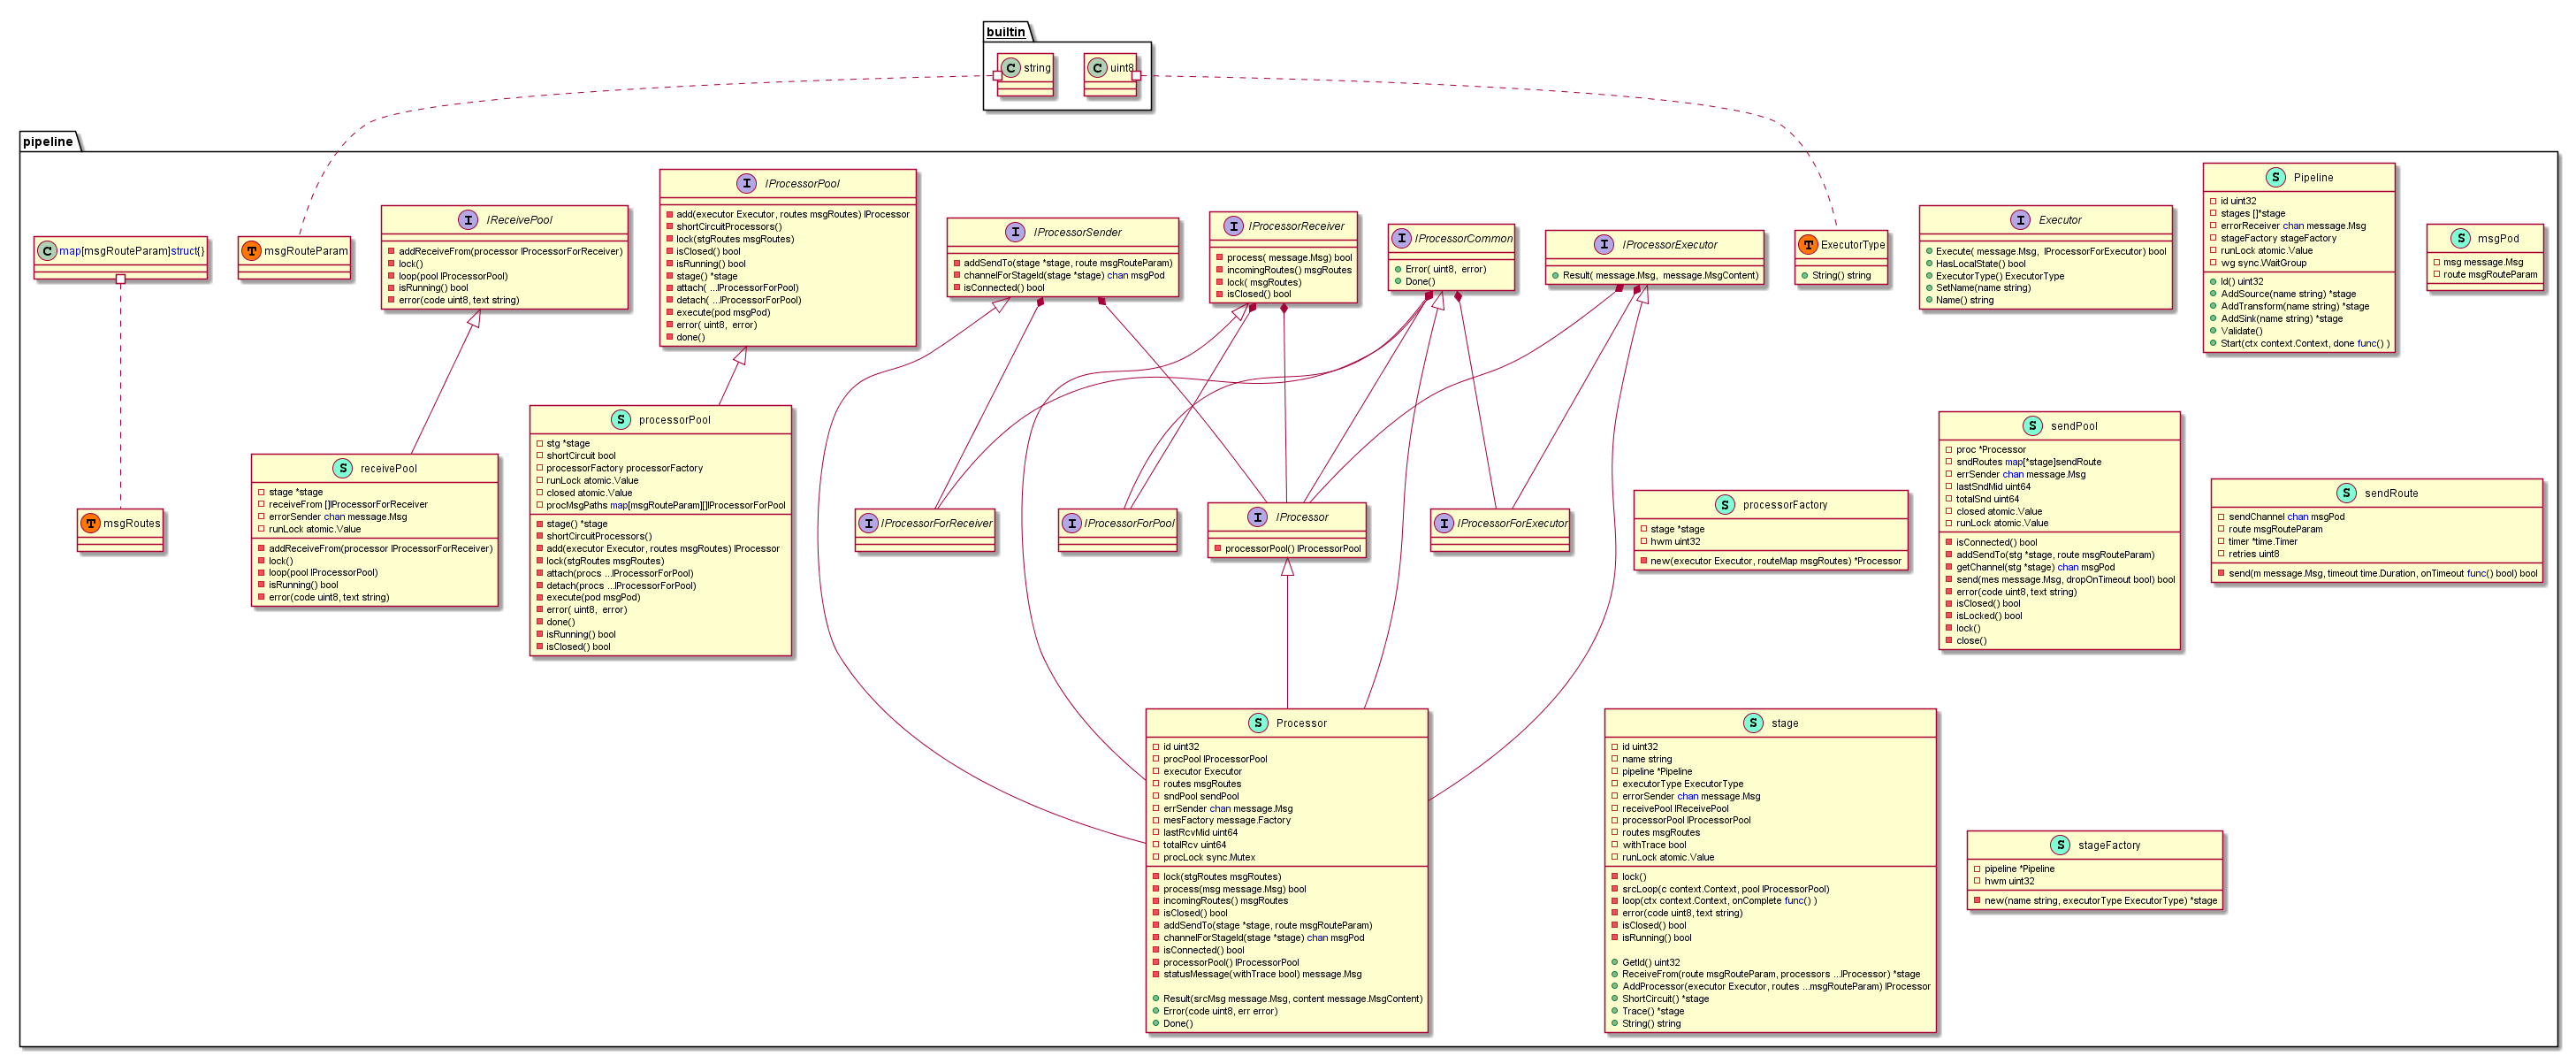 builtin
C string
C uint8
pipeline
C map[msgRouteParam]struct{}
T msgRouteParam
I IReceivePool
addReceiveFrom(processor IProcessorForReceiver)
lock()
loop(pool IProcessorPool)
isRunning() bool
error(code uint8, text string)
I IProcessorPool
add(executor Executor, routes msgRoutes) IProcessor
shortCircuitProcessors()
lock(stgRoutes msgRoutes)
isClosed() bool
isRunning() bool
stage() *stage
attach( ...IProcessorForPool)
detach( ...IProcessorForPool)
execute(pod msgPod)
error( uint8,  error)
done()
I IProcessorSender
addSendTo(stage *stage, route msgRouteParam)
channelForStageId(stage *stage) chan msgPod
isConnected() bool
I IProcessorReceiver
process( message.Msg) bool
incomingRoutes() msgRoutes
lock( msgRoutes)
isClosed() bool
I IProcessorCommon
Error( uint8,  error)
Done()
I IProcessorExecutor
Result( message.Msg,  message.MsgContent)
T ExecutorType
String() string
I Executor
Execute( message.Msg,  IProcessorForExecutor) bool
HasLocalState() bool
ExecutorType() ExecutorType
SetName(name string)
Name() string
S Pipeline
id uint32
stages []*stage
errorReceiver chan message.Msg
stageFactory stageFactory
runLock atomic.Value
wg sync.WaitGroup
Id() uint32
AddSource(name string) *stage
AddTransform(name string) *stage
AddSink(name string) *stage
Validate()
Start(ctx context.Context, done func() )
S msgPod
msg message.Msg
route msgRouteParam
T msgRoutes
S receivePool
stage *stage
receiveFrom []IProcessorForReceiver
errorSender chan message.Msg
runLock atomic.Value
addReceiveFrom(processor IProcessorForReceiver)
lock()
loop(pool IProcessorPool)
isRunning() bool
error(code uint8, text string)
S processorPool
stg *stage
shortCircuit bool
processorFactory processorFactory
runLock atomic.Value
closed atomic.Value
procMsgPaths map[msgRouteParam][]IProcessorForPool
stage() *stage
shortCircuitProcessors()
add(executor Executor, routes msgRoutes) IProcessor
lock(stgRoutes msgRoutes)
attach(procs ...IProcessorForPool)
detach(procs ...IProcessorForPool)
execute(pod msgPod)
error( uint8,  error)
done()
isRunning() bool
isClosed() bool
I IProcessorForReceiver
I IProcessorForPool
I IProcessor
processorPool() IProcessorPool
I IProcessorForExecutor
S processorFactory
stage *stage
hwm uint32
new(executor Executor, routeMap msgRoutes) *Processor
S sendPool
proc *Processor
sndRoutes map[*stage]sendRoute
errSender chan message.Msg
lastSndMid uint64
totalSnd uint64
closed atomic.Value
runLock atomic.Value
isConnected() bool
addSendTo(stg *stage, route msgRouteParam)
getChannel(stg *stage) chan msgPod
send(mes message.Msg, dropOnTimeout bool) bool
error(code uint8, text string)
isClosed() bool
isLocked() bool
lock()
close()
S sendRoute
sendChannel chan msgPod
route msgRouteParam
timer *time.Timer
retries uint8
send(m message.Msg, timeout time.Duration, onTimeout func() bool) bool
S Processor
id uint32
procPool IProcessorPool
executor Executor
routes msgRoutes
sndPool sendPool
errSender chan message.Msg
mesFactory message.Factory
lastRcvMid uint64
totalRcv uint64
procLock sync.Mutex
lock(stgRoutes msgRoutes)
process(msg message.Msg) bool
incomingRoutes() msgRoutes
isClosed() bool
addSendTo(stage *stage, route msgRouteParam)
channelForStageId(stage *stage) chan msgPod
isConnected() bool
processorPool() IProcessorPool
statusMessage(withTrace bool) message.Msg
Result(srcMsg message.Msg, content message.MsgContent)
Error(code uint8, err error)
Done()
S stage
id uint32
name string
pipeline *Pipeline
executorType ExecutorType
errorSender chan message.Msg
receivePool IReceivePool
processorPool IProcessorPool
routes msgRoutes
withTrace bool
runLock atomic.Value
lock()
srcLoop(c context.Context, pool IProcessorPool)
loop(ctx context.Context, onComplete func() )
error(code uint8, text string)
isClosed() bool
isRunning() bool
GetId() uint32
ReceiveFrom(route msgRouteParam, processors ...IProcessor) *stage
AddProcessor(executor Executor, routes ...msgRouteParam) IProcessor
ShortCircuit() *stage
Trace() *stage
String() string
S stageFactory
pipeline *Pipeline
hwm uint32
new(name string, executorType ExecutorType) *stage